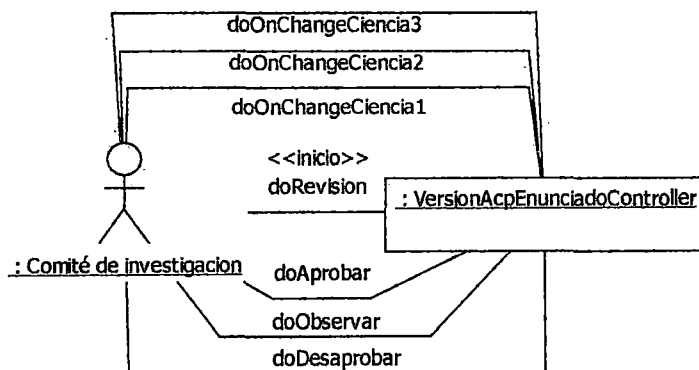 doOnChangeCiencia3
doOnChangeCiencia2
doOnChangeCiencia1
<<inicio>>
doRevision
: VersionAcpEnunciadoController
: Comité de investigacion
doAprobar
doObservar
doDesaprobar